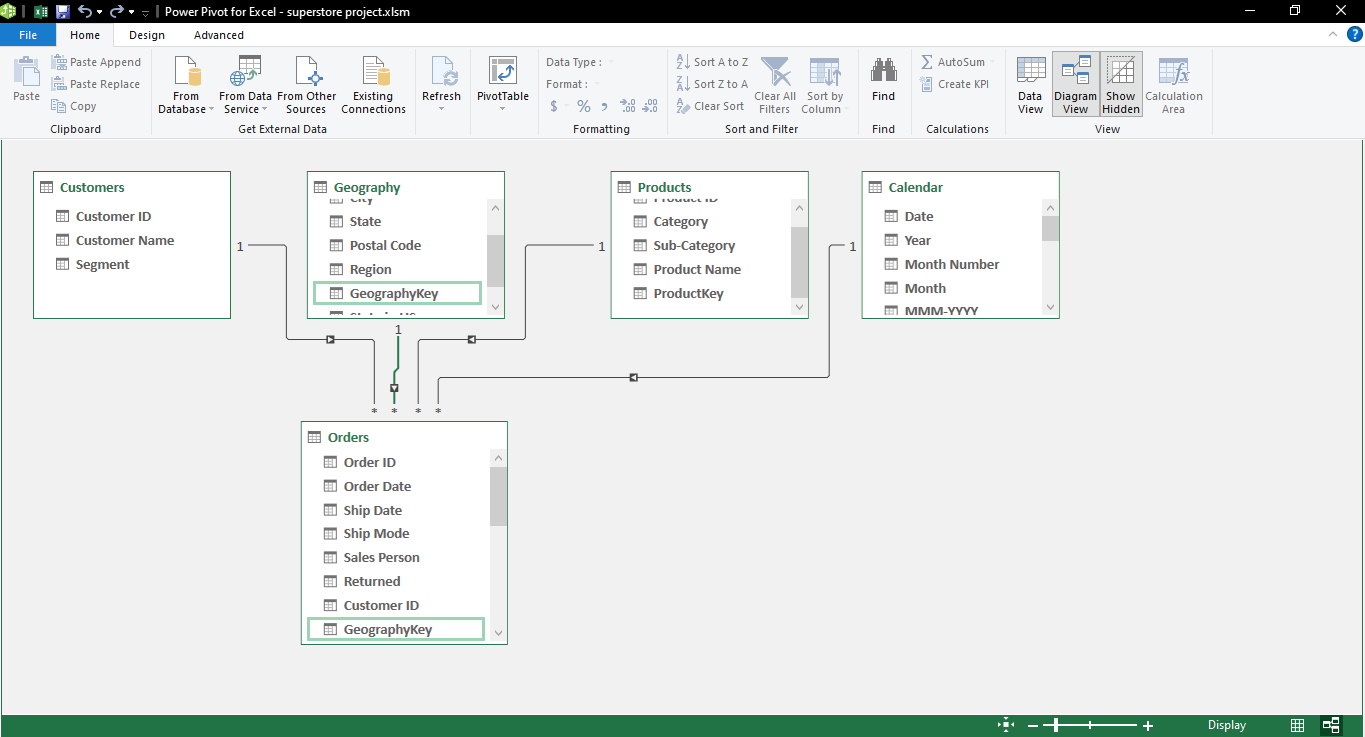 Power Pivot for Excel - superstore project.xlsm
File Home Design Advanced
Paste
Paste Append
Paste Replace
Copy
Clipboard
From Database
From Data Service
From Other Sources
Existing Connections
Get External Data
Refresh
PivotTable
Data Type :
Format :
$ % ,
Formatting
Sort A to Z
Sort Z to A
Clear Sort
Clear All Filters
Sort by Column
Sort and Filter
Find
Find
AutoSum
Create KPI
Calculations
Data View
Diagram View
Show Hidden
Calculation Area
View
Customers
Customer ID
Customer Name
Segment
1
Geography
City
State
Postal Code
Region
GeographyKey
1
Products
Product ID
Category
Sub-Category
Product Name
ProductKey
1
Calendar
Date
Year
Month Number
Month
MMM-YYYY
1
* * * *
Orders
Order ID
Order Date
Ship Date
Ship Mode
Sales Person
Returned
Customer ID
GeographyKey
Display